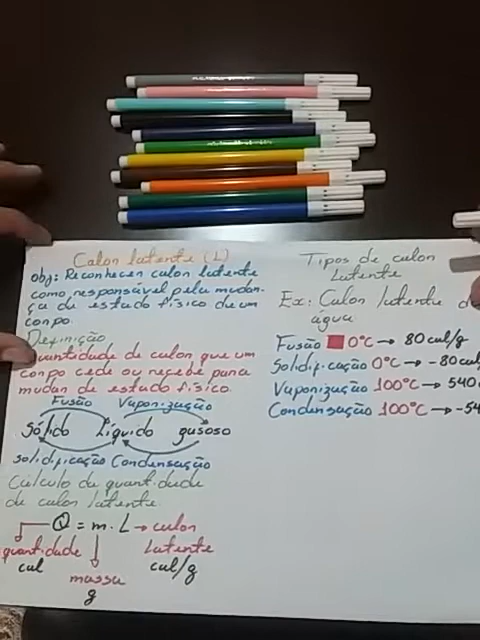 Calor latente (L)
Obj: Reconhecer calor latente
como responsável pela mudan-
ça de estado físico de um
corpo.
Definição
Quantidade de calor que um
corpo cede ou recebe para
mudar de estado físico.
Fusão Vaporização
Sólido Líquido gasoso
Solidificação Condensação
Cálculo da quantidade
de calor latente.
Q = m. L → calor
quantidade latente
cal cal/g
massa
g
Tipos de calor
Latente
Ex: Calor latente d
água
Fusão 0°C → 80 cal/g
Solidificação 0°C → -80 cal
Vaporização 100°C → 540
Condensação 100°C → -54